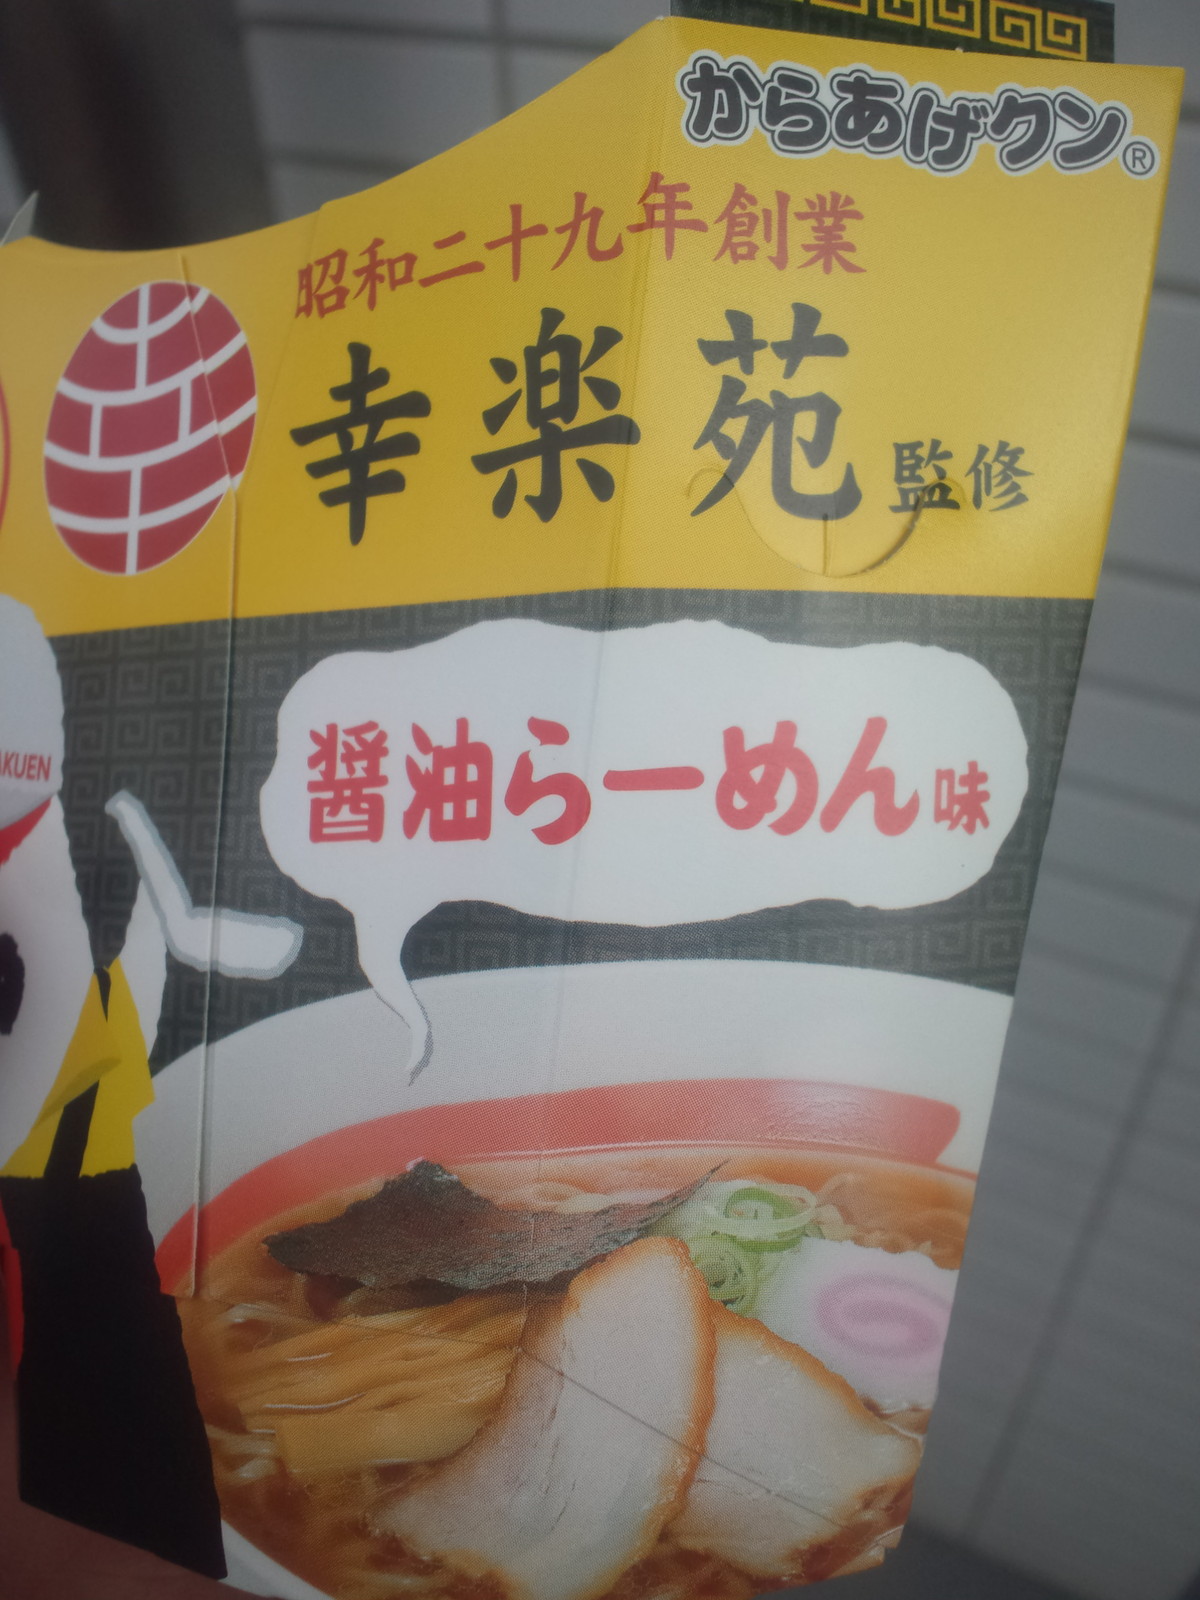 からあげクン®
昭和二十九年創業
幸楽苑監修
醤油らーめん味
AKUEN